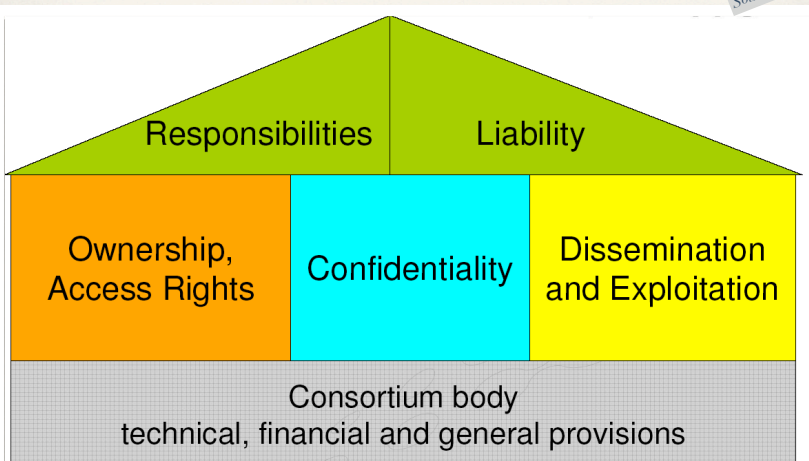 Responsibilities
Liability
Ownership,
Access Rights
Confidentiality
Dissemination
and Exploitation
Consortium body
technical, financial and general provisions